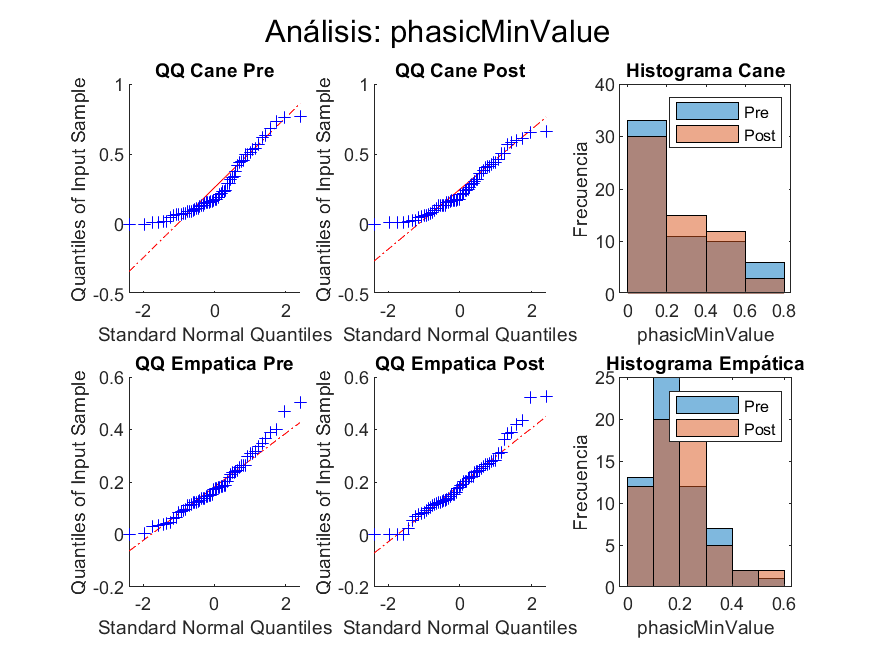 Análisis: phasicMinValue
QQ Cane Pre
Quantiles of Input Sample
1
0.5
0
-0.5
-2
0
2
Standard Normal Quantiles
QQ Cane Post
Quantiles of Input Sample
1
0.5
0
-0.5
-2
0
2
Standard Normal Quantiles
Histograma Cane
Frecuencia
40
30
20
10
0
Pre
Post
0
0.2
0.4
0.6
0.8
phasicMinValue
QQ Empatica Pre
Quantiles of Input Sample
0.6
0.4
0.2
0
-0.2
-2
0
2
Standard Normal Quantiles
QQ Empatica Post
Quantiles of Input Sample
0.6
0.4
0.2
0
-0.2
-2
0
2
Standard Normal Quantiles
Histograma Empática
Frecuencia
25
20
15
10
5
0
Pre
Post
0
0.2
0.4
0.6
phasicMinValue